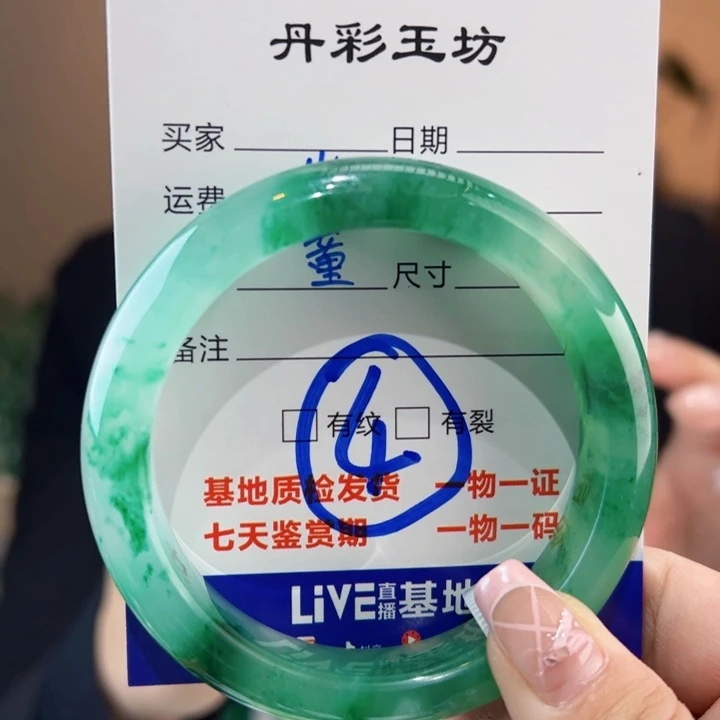 丹彩玉坊
买家 日期
运费
董 尺寸
备注
④
有纹 有裂
基地质检发货 一物一证
七天鉴赏期 一物一码
LiVE直播基地